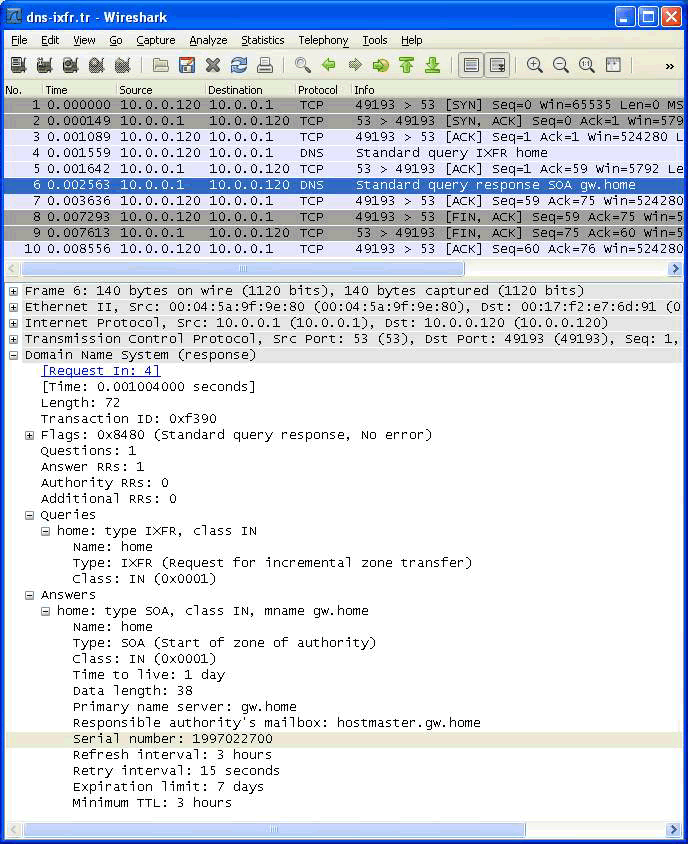 dns-ixfr.tr - Wireshark
File Edit View Go Capture Analyze Statistics Telephony Tools Help
No. Time Source Destination Protocol Info
1 0.000000 10.0.0.120 10.0.0.1 TCP 49193 > 53 [SYN] Seq=0 Win=65535 Len=0 MS
2 0.000149 10.0.0.1 10.0.0.120 TCP 53 > 49193 [SYN, ACK] Seq=0 Ack=1 Win=579
3 0.001089 10.0.0.120 10.0.0.1 TCP 49193 > 53 [ACK] Seq=1 Ack=1 Win=524280 L
4 0.001559 10.0.0.120 10.0.0.1 DNS Standard query IXFR home
5 0.001642 10.0.0.1 10.0.0.120 TCP 53 > 49193 [ACK] Seq=1 Ack=59 Win=5792 Le
6 0.002563 10.0.0.1 10.0.0.120 DNS Standard query response SOA gw.home
7 0.003636 10.0.0.120 10.0.0.1 TCP 49193 > 53 [ACK] Seq=59 Ack=75 Win=524280
8 0.007293 10.0.0.120 10.0.0.1 TCP 49193 > 53 [FIN, ACK] Seq=59 Ack=75 Win=5
9 0.007613 10.0.0.1 10.0.0.120 TCP 53 > 49193 [FIN, ACK] Seq=75 Ack=60 Win=5
10 0.008556 10.0.0.120 10.0.0.1 TCP 49193 > 53 [ACK] Seq=60 Ack=76 Win=524280
Frame 6: 140 bytes on wire (1120 bits), 140 bytes captured (1120 bits)
Ethernet II, Src: 00:04:5a:9f:9e:80 (00:04:5a:9f:9e:80), Dst: 00:17:f2:e7:6d:91 (0
Internet Protocol, Src: 10.0.0.1 (10.0.0.1), Dst: 10.0.0.120 (10.0.0.120)
Transmission Control Protocol, Src Port: 53 (53), Dst Port: 49193 (49193), Seq: 1,
Domain Name System (response)
[Request In: 4]
[Time: 0.001004000 seconds]
Length: 72
Transaction ID: 0xf390
Flags: 0x8480 (Standard query response, No error)
Questions: 1
Answer RRs: 1
Authority RRs: 0
Additional RRs: 0
Queries
home: type IXFR, class IN
Name: home
Type: IXFR (Request for incremental zone transfer)
Class: IN (0x0001)
Answers
home: type SOA, class IN, mname gw.home
Name: home
Type: SOA (Start of zone of authority)
Class: IN (0x0001)
Time to live: 1 day
Data length: 38
Primary name server: gw.home
Responsible authority's mailbox: hostmaster.gw.home
Serial number: 1997022700
Refresh interval: 3 hours
Retry interval: 15 seconds
Expiration limit: 7 days
Minimum TTL: 3 hours